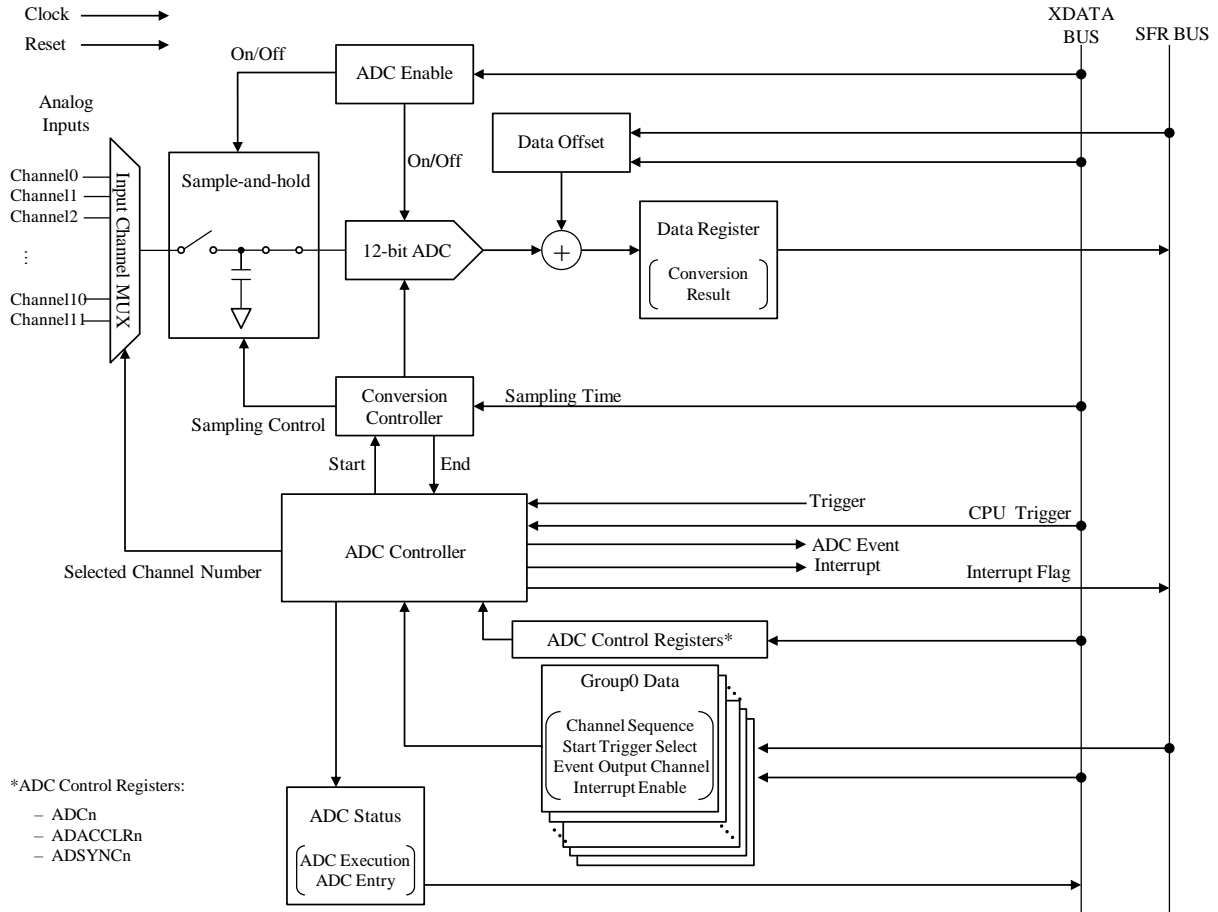 Clock
Reset
XDATA
BUS
SFR BUS
On/Off
ADC Enable
Analog
Inputs
Data Offset
On/Off
Channel0
Channel1
Channel2
⋮
Channel10
Channel11
Input Channel MUX
Sample-and-hold
12-bit ADC
+
Data Register
Conversion
Result
Sampling Control
Conversion
Controller
Sampling Time
Start
End
ADC Controller
Trigger
CPU Trigger
ADC Event
Interrupt
Interrupt Flag
Selected Channel Number
ADC Control Registers*
Group0 Data
Channel Sequence
Start Trigger Select
Event Output Channel
Interrupt Enable
*ADC Control Registers:
– ADCn
– ADACCLRn
– ADSYNCn
ADC Status
ADC Execution
ADC Entry